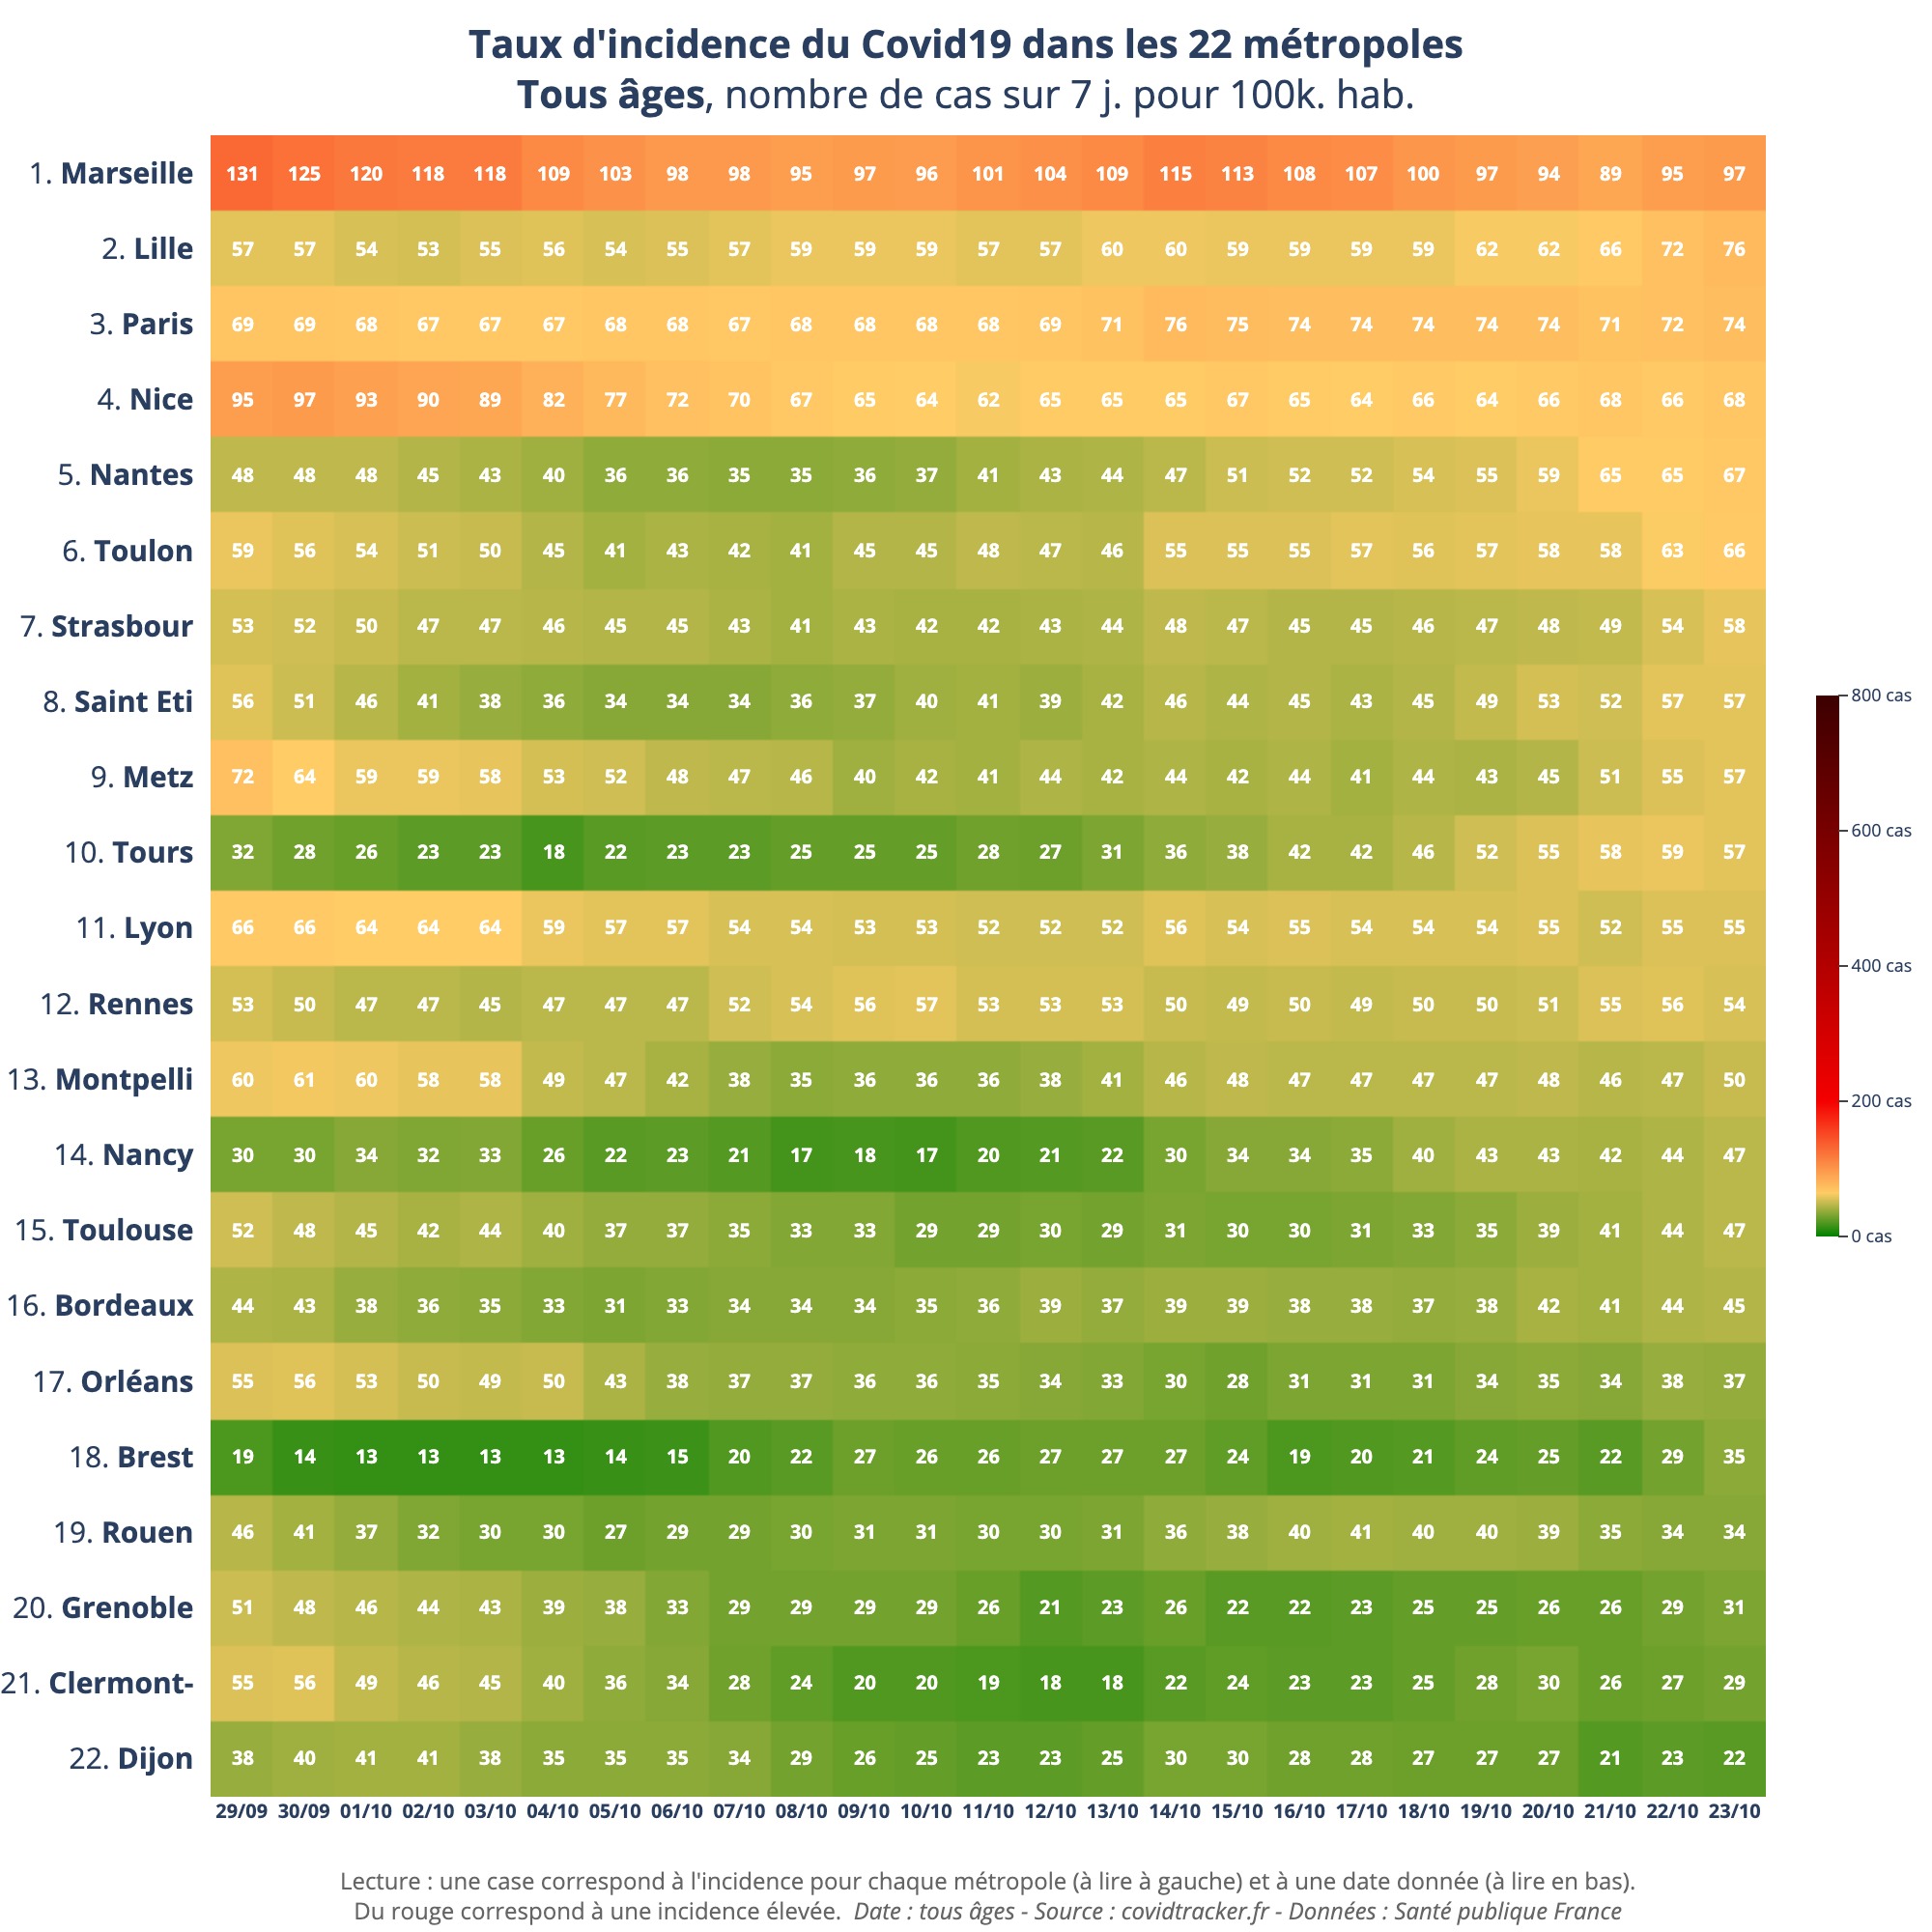 Taux d'incidence du Covid19 dans les 22 métropoles
Tous âges, nombre de cas sur 7 j. pour 100k. hab.
1. Marseille 131 125 120 118 118 109 103 98 98 95 97 96 101 104 109 115 113 108 107 100 97 94 89 95 97
2. Lille 57 57 54 53 55 56 54 55 57 59 59 59 57 57 60 60 59 59 59 59 62 62 66 72 76
3. Paris 69 69 68 67 67 67 68 68 67 68 68 68 68 69 71 76 75 74 74 74 74 74 71 72 74
4. Nice 95 97 93 90 89 82 77 72 70 67 65 64 62 65 65 65 67 65 64 66 64 66 68 66 68
5. Nantes 48 48 48 45 43 40 36 36 35 35 36 37 41 43 44 47 51 52 52 54 55 59 65 65 67
6. Toulon 59 56 54 51 50 45 41 43 42 41 45 45 48 47 46 55 55 55 57 56 57 58 58 63 66
7. Strasbour 53 52 50 47 47 46 45 45 43 41 43 42 42 43 44 48 47 45 45 46 47 48 49 54 58
8. Saint Eti 56 51 46 41 38 36 34 34 34 36 37 40 41 39 42 46 44 45 43 45 49 53 52 57 57
9. Metz 72 64 59 59 58 53 52 48 47 46 40 42 41 44 42 44 42 44 41 44 43 45 51 55 57
10. Tours 32 28 26 23 23 18 22 23 23 25 25 25 28 27 31 36 38 42 42 46 52 55 58 59 57
11. Lyon 66 66 64 64 64 59 57 57 54 54 53 53 52 52 52 56 54 55 54 54 54 55 52 55 55
12. Rennes 53 50 47 47 45 47 47 47 52 54 56 57 53 53 53 50 49 50 49 50 50 51 55 56 54
13. Montpelli 60 61 60 58 58 49 47 42 38 35 36 36 36 38 41 46 48 47 47 47 47 48 46 47 50
14. Nancy 30 30 34 32 33 26 22 23 21 17 18 17 20 21 22 30 34 34 35 40 43 43 42 44 47
15. Toulouse 52 48 45 42 44 40 37 37 35 33 33 29 29 30 29 31 30 30 31 33 35 39 41 44 47
16. Bordeaux 44 43 38 36 35 33 31 33 34 34 34 35 36 39 37 39 39 38 38 37 38 42 41 44 45
17. Orléans 55 56 53 50 49 50 43 38 37 37 36 36 35 34 33 30 28 31 31 31 34 35 34 38 37
18. Brest 19 14 13 13 13 13 14 15 20 22 27 26 26 27 27 27 24 19 20 21 24 25 22 29 35
19. Rouen 46 41 37 32 30 30 27 29 29 30 31 31 30 30 31 36 38 40 41 40 40 39 35 34 34
20. Grenoble 51 48 46 44 43 39 38 33 29 29 29 29 26 21 23 26 22 22 23 25 25 26 26 29 31
21. Clermont- 55 56 49 46 45 40 36 34 28 24 20 20 19 18 18 22 24 23 23 25 28 30 26 27 29
22. Dijon 38 40 41 41 38 35 35 35 34 29 26 25 23 23 25 30 30 28 28 27 27 27 21 23 22
29/09 30/09 01/10 02/10 03/10 04/10 05/10 06/10 07/10 08/10 09/10 10/10 11/10 12/10 13/10 14/10 15/10 16/10 17/10 18/10 19/10 20/10 21/10 22/10 23/10
800 cas
600 cas
400 cas
200 cas
0 cas
Lecture : une case correspond à l'incidence pour chaque métropole (à lire à gauche) et à une date donnée (à lire en bas).
Du rouge correspond à une incidence élevée. Date : tous âges - Source : covidtracker.fr - Données : Santé publique France